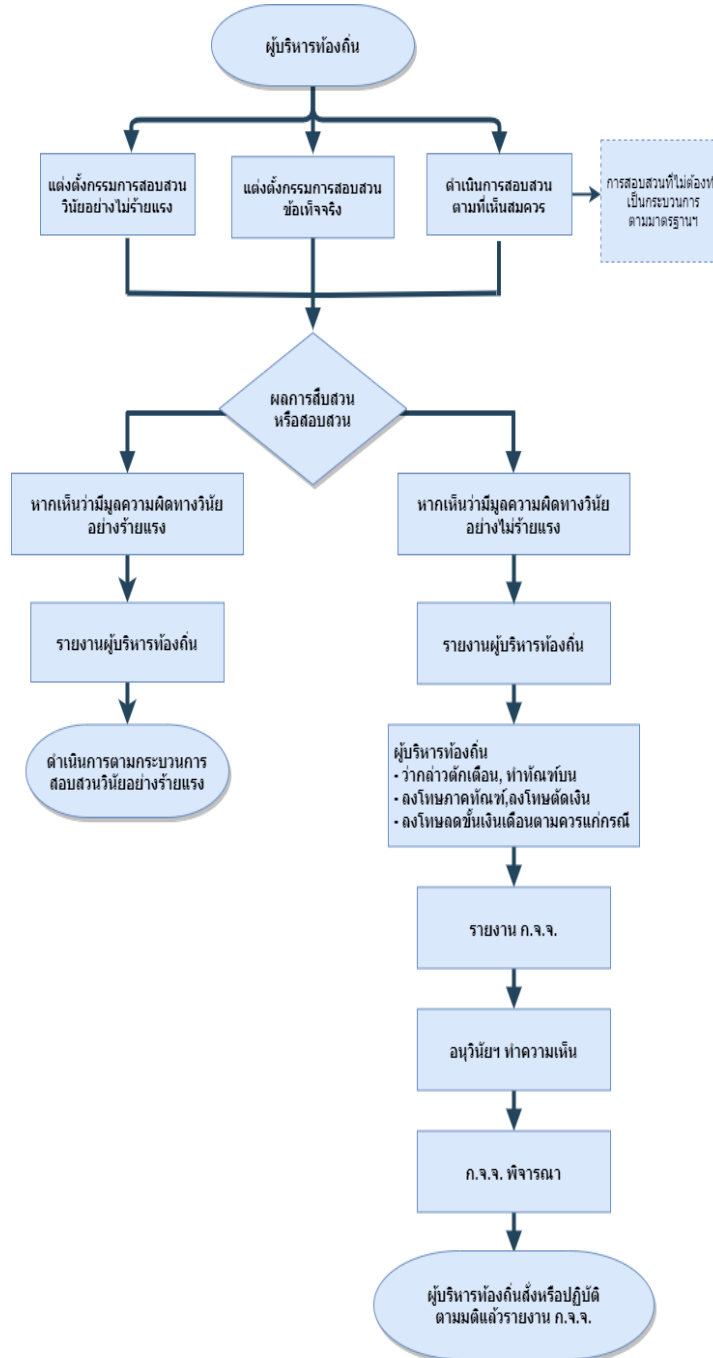 ผู้บริหารท้องถิ่น
แต่งตั้งกรรมการสอบสวน
วินัยอย่างไม่ร้ายแรง
แต่งตั้งกรรมการสอบสวน
ข้อเท็จจริง
ดำเนินการสอบสวน
ตามที่เห็นสมควร
การสอบสวนที่ไม่ต้องทำ
เป็นกระบวนการ
ตามมาตรฐานฯ
ผลการสืบสวน
หรือสอบสวน
หากเห็นว่ามีมูลความผิดทางวินัย
อย่างร้ายแรง
หากเห็นว่ามีมูลความผิดทางวินัย
อย่างไม่ร้ายแรง
รายงานผู้บริหารท้องถิ่น
รายงานผู้บริหารท้องถิ่น
ดำเนินการตามกระบวนการ
สอบสวนวินัยอย่างร้ายแรง
ผู้บริหารท้องถิ่น
- ว่ากล่าวตักเตือน, ทำทัณฑ์บน
- ลงโทษภาคทัณฑ์,ลงโทษตัดเงิน
- ลงโทษลดขั้นเงินเดือนตามควรแก่กรณี
รายงาน ก.จ.จ.
อนุวินัยฯ ทำความเห็น
ก.จ.จ. พิจารณา
ผู้บริหารท้องถิ่นสั่งหรือปฏิบัติ
ตามมติแล้วรายงาน ก.จ.จ.